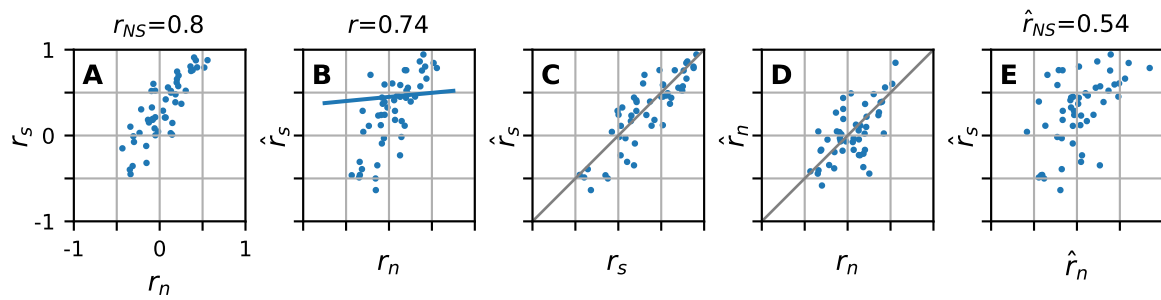 r_NS=0.8
r=0.74
r̂_NS=0.54
A
B
C
D
E
1
0
-1
r_s
r̂_s
r̂_s
r̂_n
r̂_s
-1 0 1
r_n
r_n
r_s
r_n
r̂_n